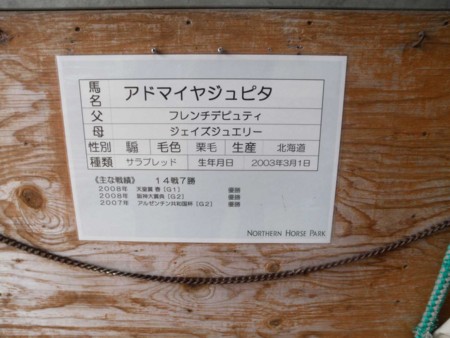 馬名 アドマイヤジュピタ
父 フレンチデピュティ
母 ジェイズジュエリー
性別 騸 毛色 栗毛 生産 北海道
種類 サラブレッド 生年月日 2003年3月1日
《主な戦績》 14戦7勝
2008年 天皇賞 春 [G1] 優勝
2008年 阪神大賞典 [G2] 優勝
2007年 アルゼンチン共和国杯 [G2] 優勝
NORTHERN HORSE PARK